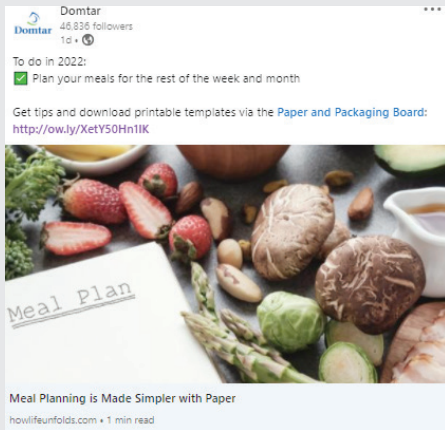 Domtar
Domtar
46,836 followers
1d •
To do in 2022:
✅ Plan your meals for the rest of the week and month
Get tips and download printable templates via the Paper and Packaging Board:
http://ow.ly/XetY50Hn1IK
Meal Plan
Meal Planning is Made Simpler with Paper
howlifeunfolds.com • 1 min read